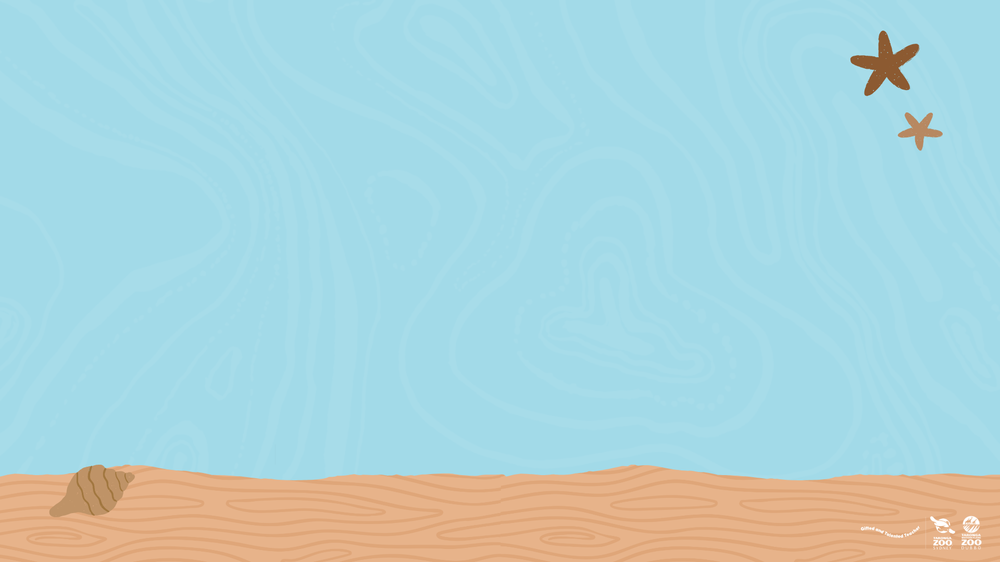 Gifted and Talented Teacher
TARONGA
ZOO
SYDNEY
TARONGA
WESTERN PLAINS
ZOO
DUBBO